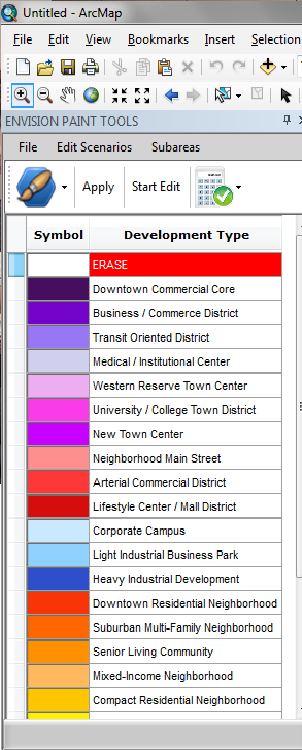 Untitled - ArcMap
File Edit View Bookmarks Insert Selection
ENVISION PAINT TOOLS
File Edit Scenarios Subareas
Apply Start Edit
Symbol Development Type
ERASE
Downtown Commercial Core
Business / Commerce District
Transit Oriented District
Medical / Institutional Center
Western Reserve Town Center
University / College Town District
New Town Center
Neighborhood Main Street
Arterial Commercial District
Lifestyle Center / Mall District
Corporate Campus
Light Industrial Business Park
Heavy Industrial Development
Downtown Residential Neighborhood
Suburban Multi-Family Neighborhood
Senior Living Community
Mixed-Income Neighborhood
Compact Residential Neighborhood